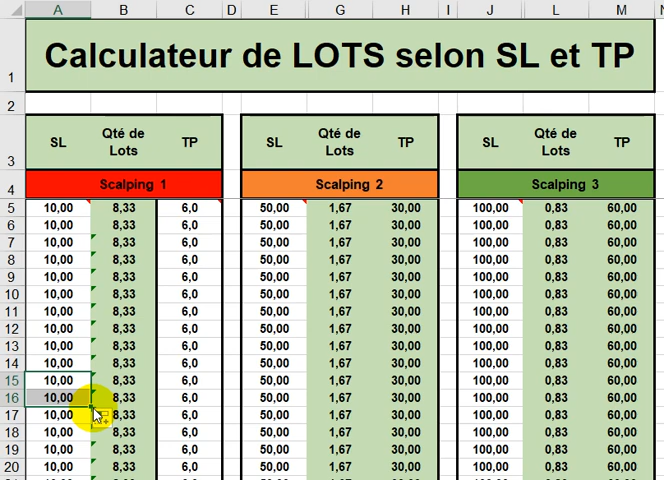 A B C D E G H I J L M
1 Calculateur de LOTS selon SL et TP
2
3 SL Qté de Lots TP SL Qté de Lots TP SL Qté de Lots TP
4 Scalping 1 Scalping 2 Scalping 3
5 10,00 8,33 6,0 50,00 1,67 30,00 100,00 0,83 60,00
6 10,00 8,33 6,0 50,00 1,67 30,00 100,00 0,83 60,00
7 10,00 8,33 6,0 50,00 1,67 30,00 100,00 0,83 60,00
8 10,00 8,33 6,0 50,00 1,67 30,00 100,00 0,83 60,00
9 10,00 8,33 6,0 50,00 1,67 30,00 100,00 0,83 60,00
10 10,00 8,33 6,0 50,00 1,67 30,00 100,00 0,83 60,00
11 10,00 8,33 6,0 50,00 1,67 30,00 100,00 0,83 60,00
12 10,00 8,33 6,0 50,00 1,67 30,00 100,00 0,83 60,00
13 10,00 8,33 6,0 50,00 1,67 30,00 100,00 0,83 60,00
14 10,00 8,33 6,0 50,00 1,67 30,00 100,00 0,83 60,00
15 10,00 8,33 6,0 50,00 1,67 30,00 100,00 0,83 60,00
16 10,00 8,33 6,0 50,00 1,67 30,00 100,00 0,83 60,00
17 10,00 8,33 6,0 50,00 1,67 30,00 100,00 0,83 60,00
18 10,00 8,33 6,0 50,00 1,67 30,00 100,00 0,83 60,00
19 10,00 8,33 6,0 50,00 1,67 30,00 100,00 0,83 60,00
20 10,00 8,33 6,0 50,00 1,67 30,00 100,00 0,83 60,00